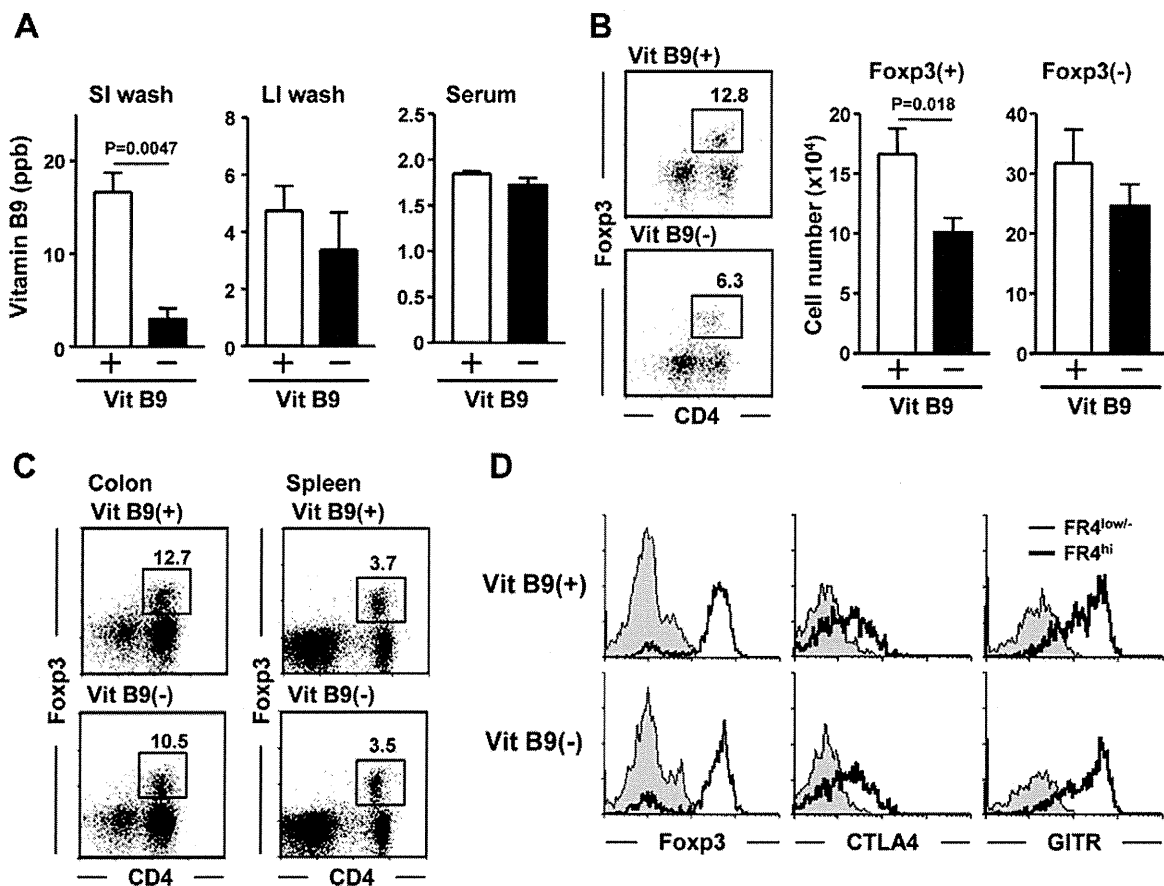 A
SI wash
LI wash
Serum
Vitamin B9 (ppb)
20
10
0
P=0.0047
+ −
Vit B9
8
6
4
2
0
+ −
Vit B9
2.5
2.0
1.5
1.0
0.5
0.0
+ −
Vit B9
B
Vit B9(+)
12.8
Vit B9(-)
6.3
Foxp3
CD4
Foxp3(+)
Foxp3(-)
Cell number (x10⁴)
20
15
10
5
0
P=0.018
+ −
Vit B9
40
30
20
10
0
+ −
Vit B9
C
Colon
Spleen
Vit B9(+)
Vit B9(+)
12.7
3.7
Vit B9(-)
Vit B9(-)
10.5
3.5
Foxp3
Foxp3
CD4
CD4
D
FR4low/-
FR4hi
Vit B9(+)
Vit B9(-)
Foxp3
CTLA4
GITR